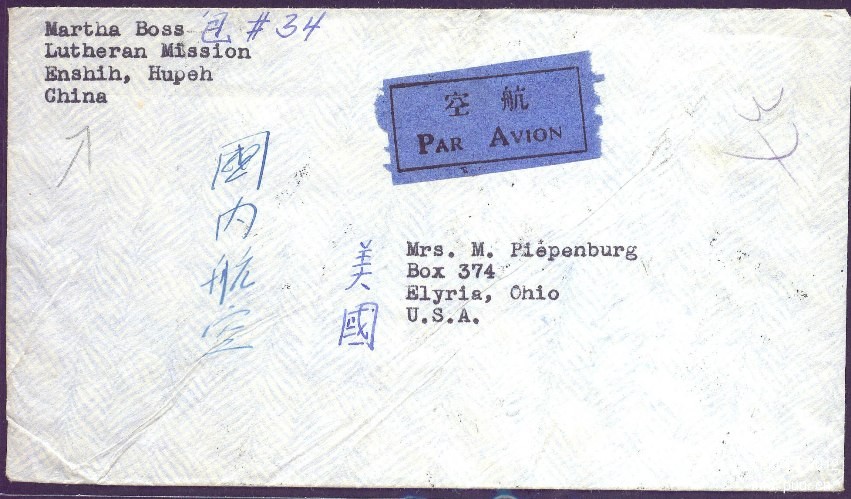 Martha Boss 包 # 34
Lutheran Mission
Enshih, Hupeh
China
空 航
PAR AVION
國內航空
美國
Mrs. M. Piepenburg
Box 374
Elyria, Ohio
U.S.A.